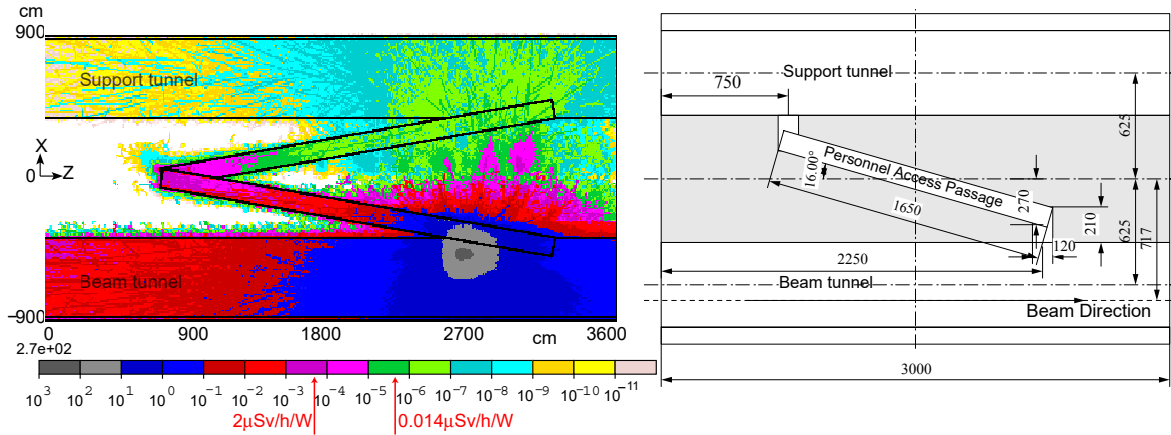 cm
900
Support tunnel
X
0
Z
Beam tunnel
−900
0
900
1800
2700
cm
3600
2.7e+02
10^3 10^2 10^1 10^0 10^-1 10^-2 10^-3 10^-4 10^-5 10^-6 10^-7 10^-8 10^-9 10^-10 10^-11
2μSv/h/W
0.014μSv/h/W
Support tunnel
750
625
Personnel Access Passage
16.00°
1650
270
210
625
717
120
2250
Beam tunnel
Beam Direction
3000